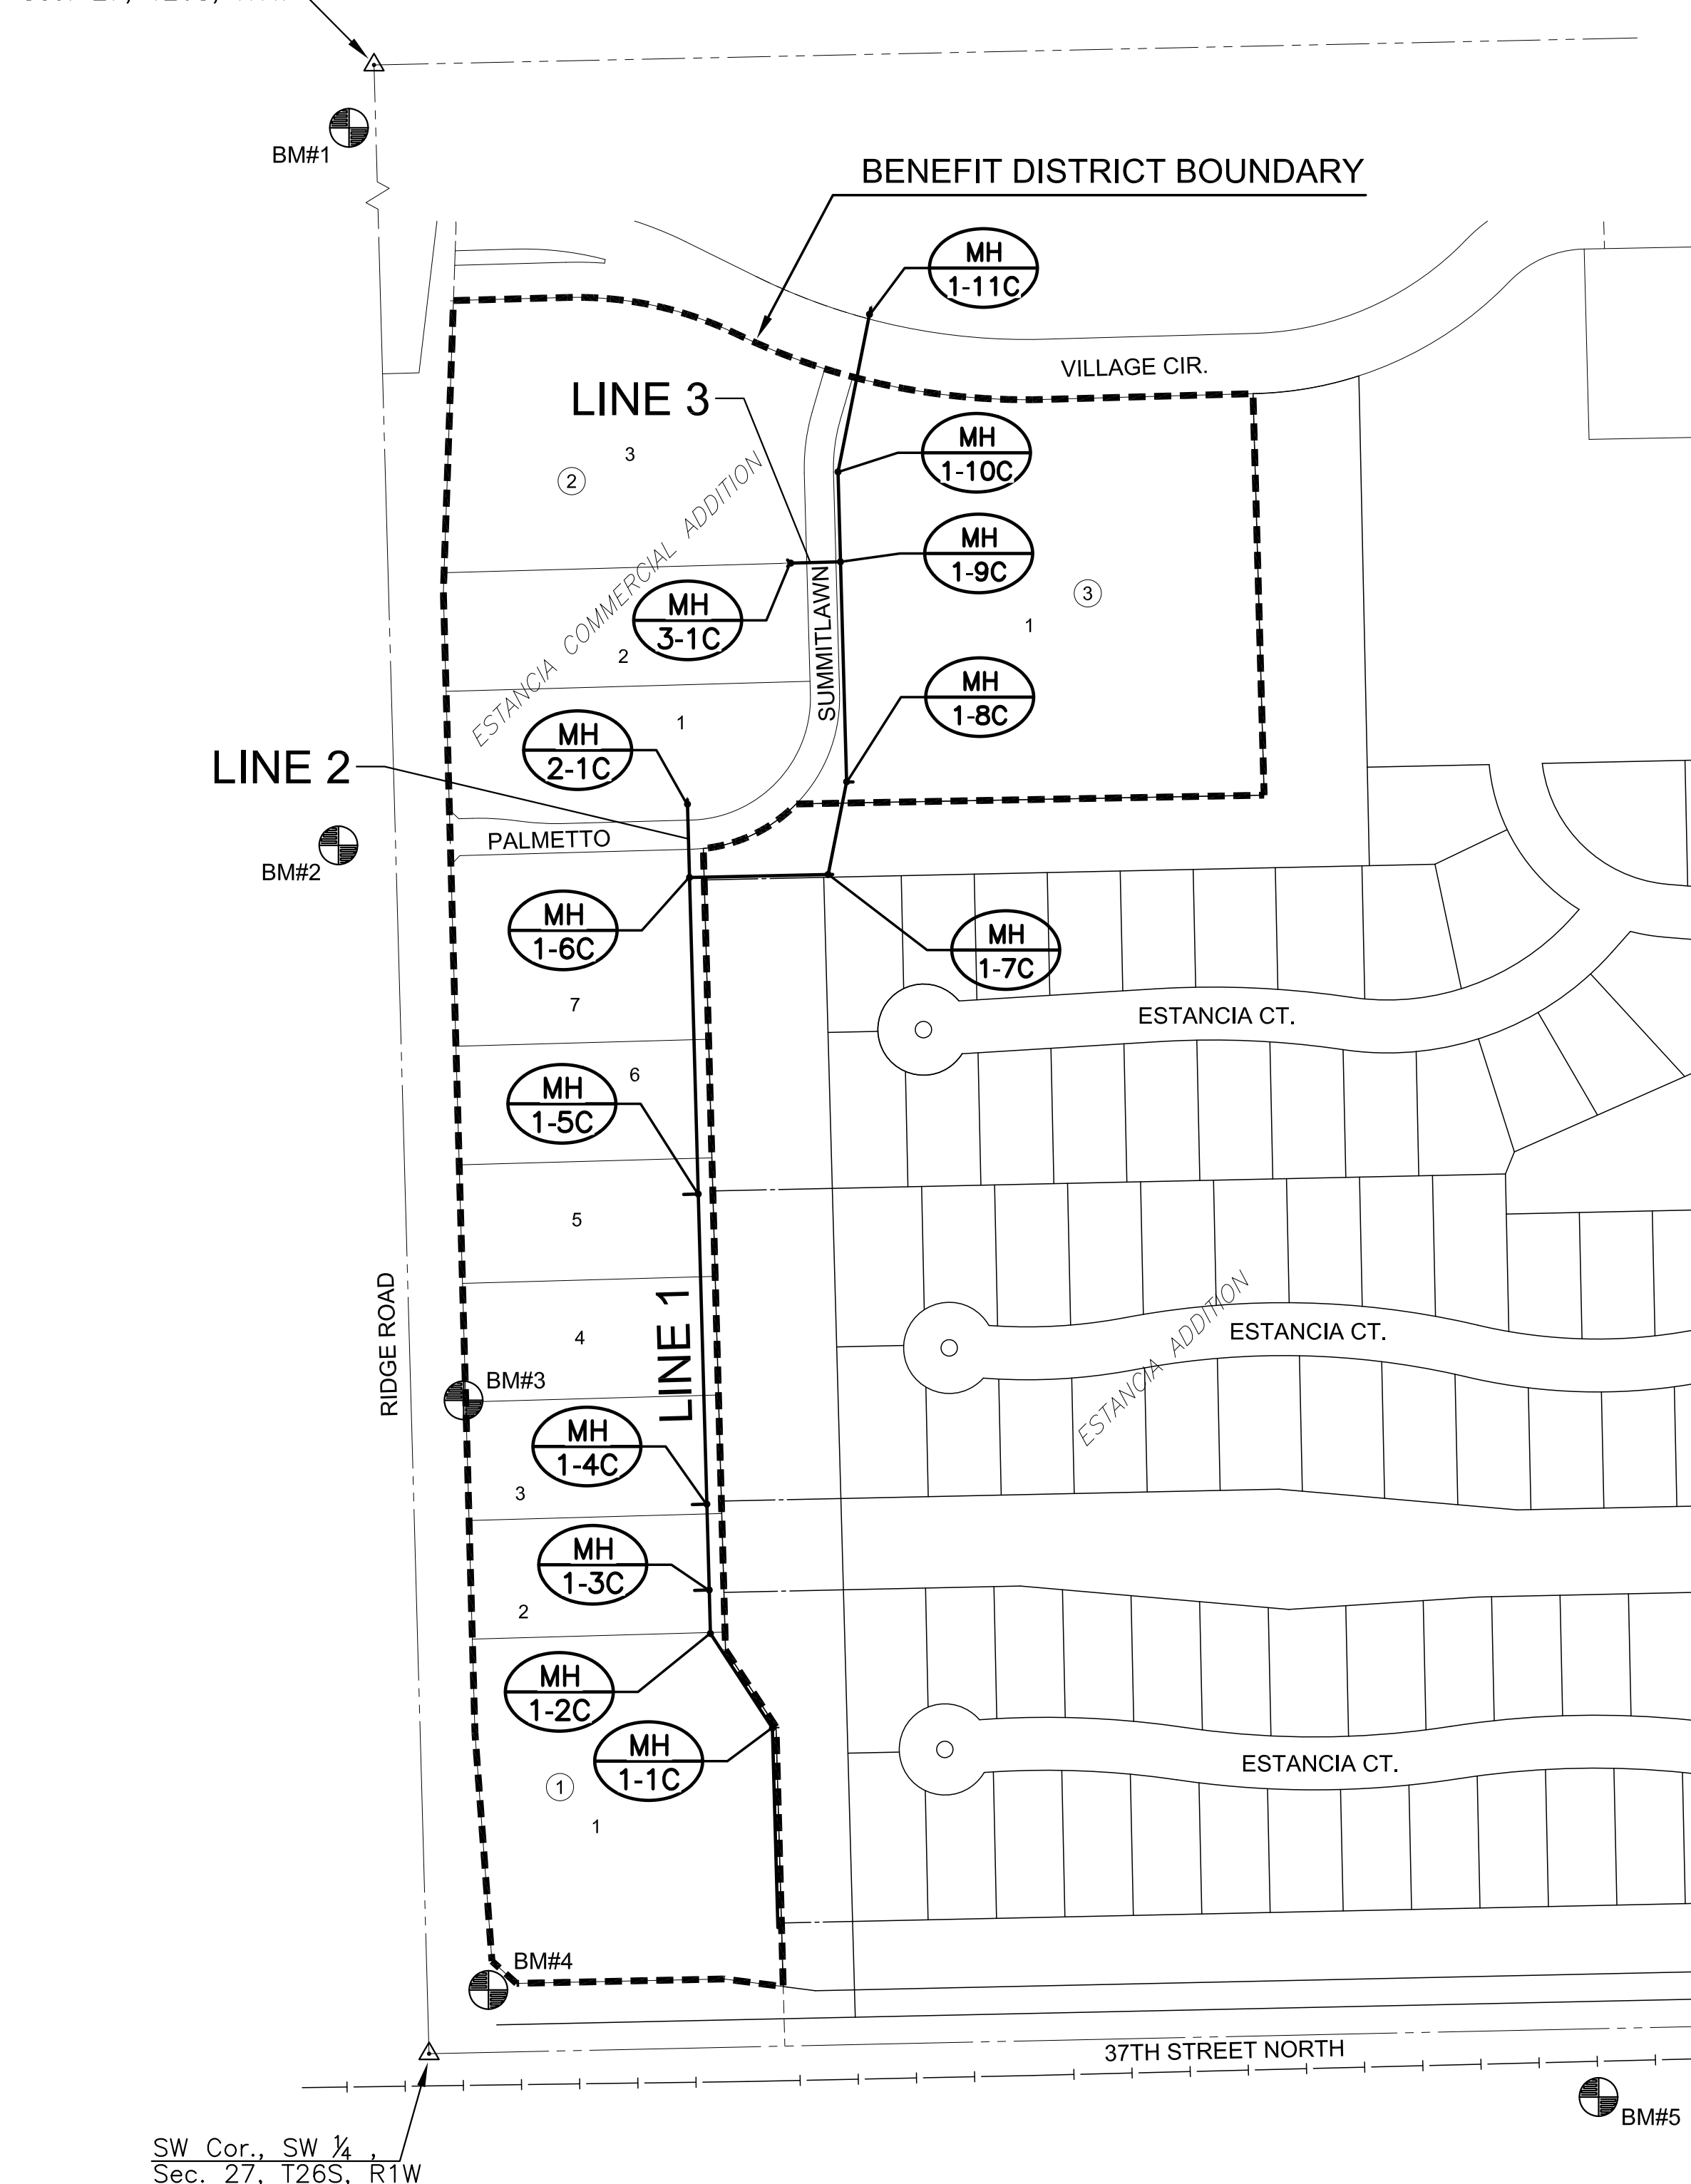 BM#1
BENEFIT DISTRICT BOUNDARY
MH
1-11C
VILLAGE CIR.
LINE 3
MH
1-10C
3
2
ESTANCIA COMMERCIAL ADDITION
MH
1-9C
3
MH
3-1C
SUMMITLAWN
1
2
MH
1-8C
1
MH
2-1C
LINE 2
PALMETTO
BM#2
MH
1-6C
MH
1-7C
7
ESTANCIA CT.
6
MH
1-5C
5
RIDGE ROAD
LINE 1
4
ESTANCIA ADDITION
ESTANCIA CT.
BM#3
MH
1-4C
3
MH
1-3C
2
MH
1-2C
MH
1-1C
ESTANCIA CT.
1
1
BM#4
37TH STREET NORTH
BM#5
SW Cor., SW ¼ ,
Sec. 27, T26S, R1W